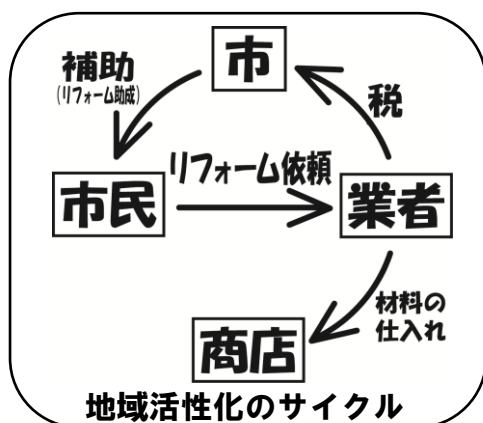 市
補助
(リフォーム助成)
税
リフォーム依頼
市民
業者
材料の
仕入れ
商店
地域活性化のサイクル